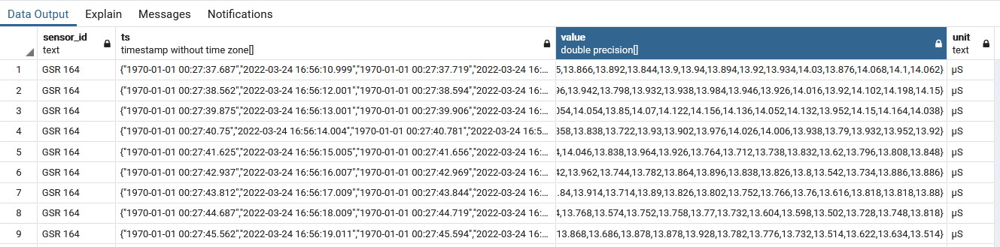 Data Output Explain Messages Notifications
sensor_id ts value unit
text timestamp without time zone[] double precision[] text
1 GSR 164 {"1970-01-01 00:27:37.687","2022-03-24 16:56:10.999","1970-01-01 00:27:37.719","2022-03-24 16:... 5,13.866,13.892,13.844,13.9,13.94,13.894,13.92,13.934,14.03,13.876,14.068,14.1,14.062} µS
2 GSR 164 {"1970-01-01 00:27:38.562","2022-03-24 16:56:12.001","1970-01-01 00:27:38.594","2022-03-24 16:... 96,13.942,13.798,13.932,13.938,13.984,13.946,13.926,14.016,13.92,14.102,14.198,14.15} µS
3 GSR 164 {"1970-01-01 00:27:39.875","2022-03-24 16:56:13.001","1970-01-01 00:27:39.906","2022-03-24 16:... 054,14.054,13.85,14.07,14.122,14.156,14.136,14.052,14.132,13.952,14.15,14.164,14.038} µS
4 GSR 164 {"1970-01-01 00:27:40.75","2022-03-24 16:56:14.004","1970-01-01 00:27:40.781","2022-03-24 16:5... 858,13.838,13.722,13.93,13.902,13.976,14.026,14.006,13.938,13.79,13.932,13.952,13.92} µS
5 GSR 164 {"1970-01-01 00:27:41.625","2022-03-24 16:56:15.005","1970-01-01 00:27:41.656","2022-03-24 16:... 4,14.046,13.838,13.964,13.926,13.764,13.712,13.738,13.832,13.62,13.796,13.808,13.848} µS
6 GSR 164 {"1970-01-01 00:27:42.937","2022-03-24 16:56:16.007","1970-01-01 00:27:42.969","2022-03-24 16:... 42,13.962,13.744,13.782,13.864,13.896,13.838,13.826,13.8,13.542,13.734,13.886,13.886} µS
7 GSR 164 {"1970-01-01 00:27:43.812","2022-03-24 16:56:17.009","1970-01-01 00:27:43.844","2022-03-24 16:... .84,13.914,13.714,13.89,13.826,13.802,13.752,13.766,13.76,13.616,13.818,13.818,13.88} µS
8 GSR 164 {"1970-01-01 00:27:44.687","2022-03-24 16:56:18.009","1970-01-01 00:27:44.719","2022-03-24 16:... 4,13.768,13.574,13.752,13.758,13.77,13.732,13.604,13.598,13.502,13.728,13.748,13.818} µS
9 GSR 164 {"1970-01-01 00:27:45.562","2022-03-24 16:56:19.011","1970-01-01 00:27:45.594","2022-03-24 16:... 13.868,13.686,13.878,13.878,13.928,13.782,13.776,13.732,13.514,13.622,13.634,13.514} µS